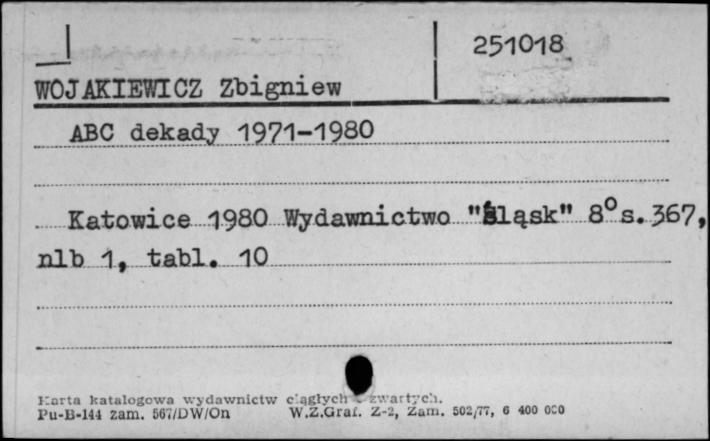 251018
WOJAKIEWICZ Zbigniew
ABC dekady 1971-1980
Katowice 1980 Wydawnictwo "Śląsk" 8° s. 367,
nlb 1, tabl. 10
Karta katalogowa wydawnictw ciągłych zwartych.
Pu-B-144 zam. 567/DW/On W.Z.Graf. Z-2, Zam. 502/77, 6 400 000